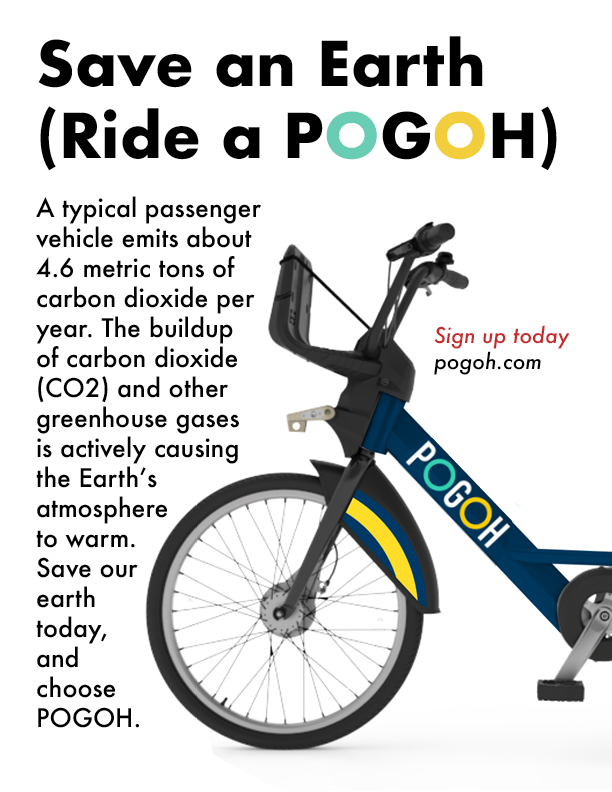 Save an Earth
(Ride a POGOH)
A typical passenger
vehicle emits about
4.6 metric tons of
carbon dioxide per
year. The buildup
of carbon dioxide
(CO2) and other
greenhouse gases
is actively causing
the Earth’s
atmosphere
to warm.
Save our
earth
today,
and
choose
POGOH.
Sign up today
pogoh.com
POGOH